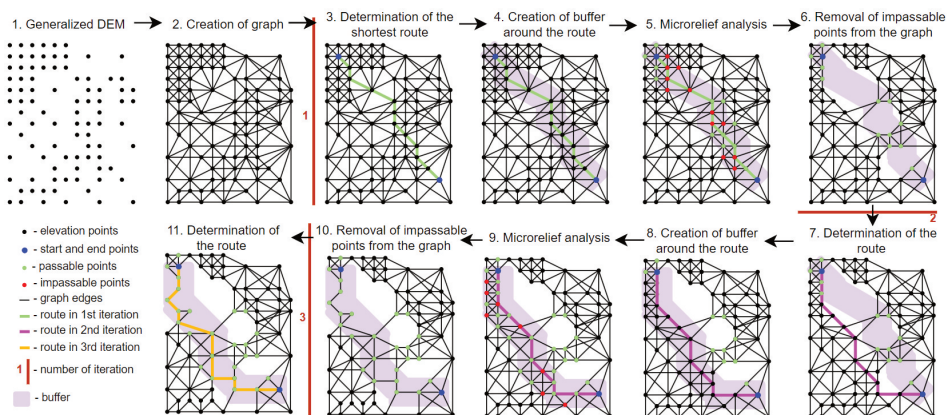 1. Generalized DEM
2. Creation of graph
3. Determination of the
shortest route
4. Creation of buffer
around the route
5. Microrelief analysis
6. Removal of impassable
points from the graph
1
2
- elevation points
- start and end points
- passable points
- impassable points
- graph edges
- route in 1st iteration
- route in 2nd iteration
- route in 3rd iteration
1 - number of iteration
- buffer
11. Determination of
the route
3
10. Removal of impassable
points from the graph
9. Microrelief analysis
8. Creation of buffer
around the route
7. Determination of the
route